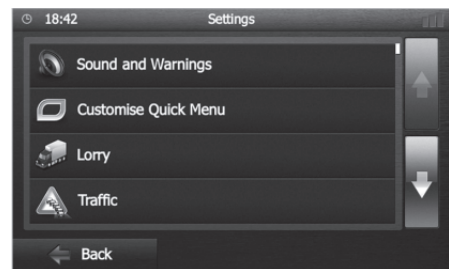 18:42 Settings
Sound and Warnings
Customise Quick Menu
Lorry
Traffic
Back